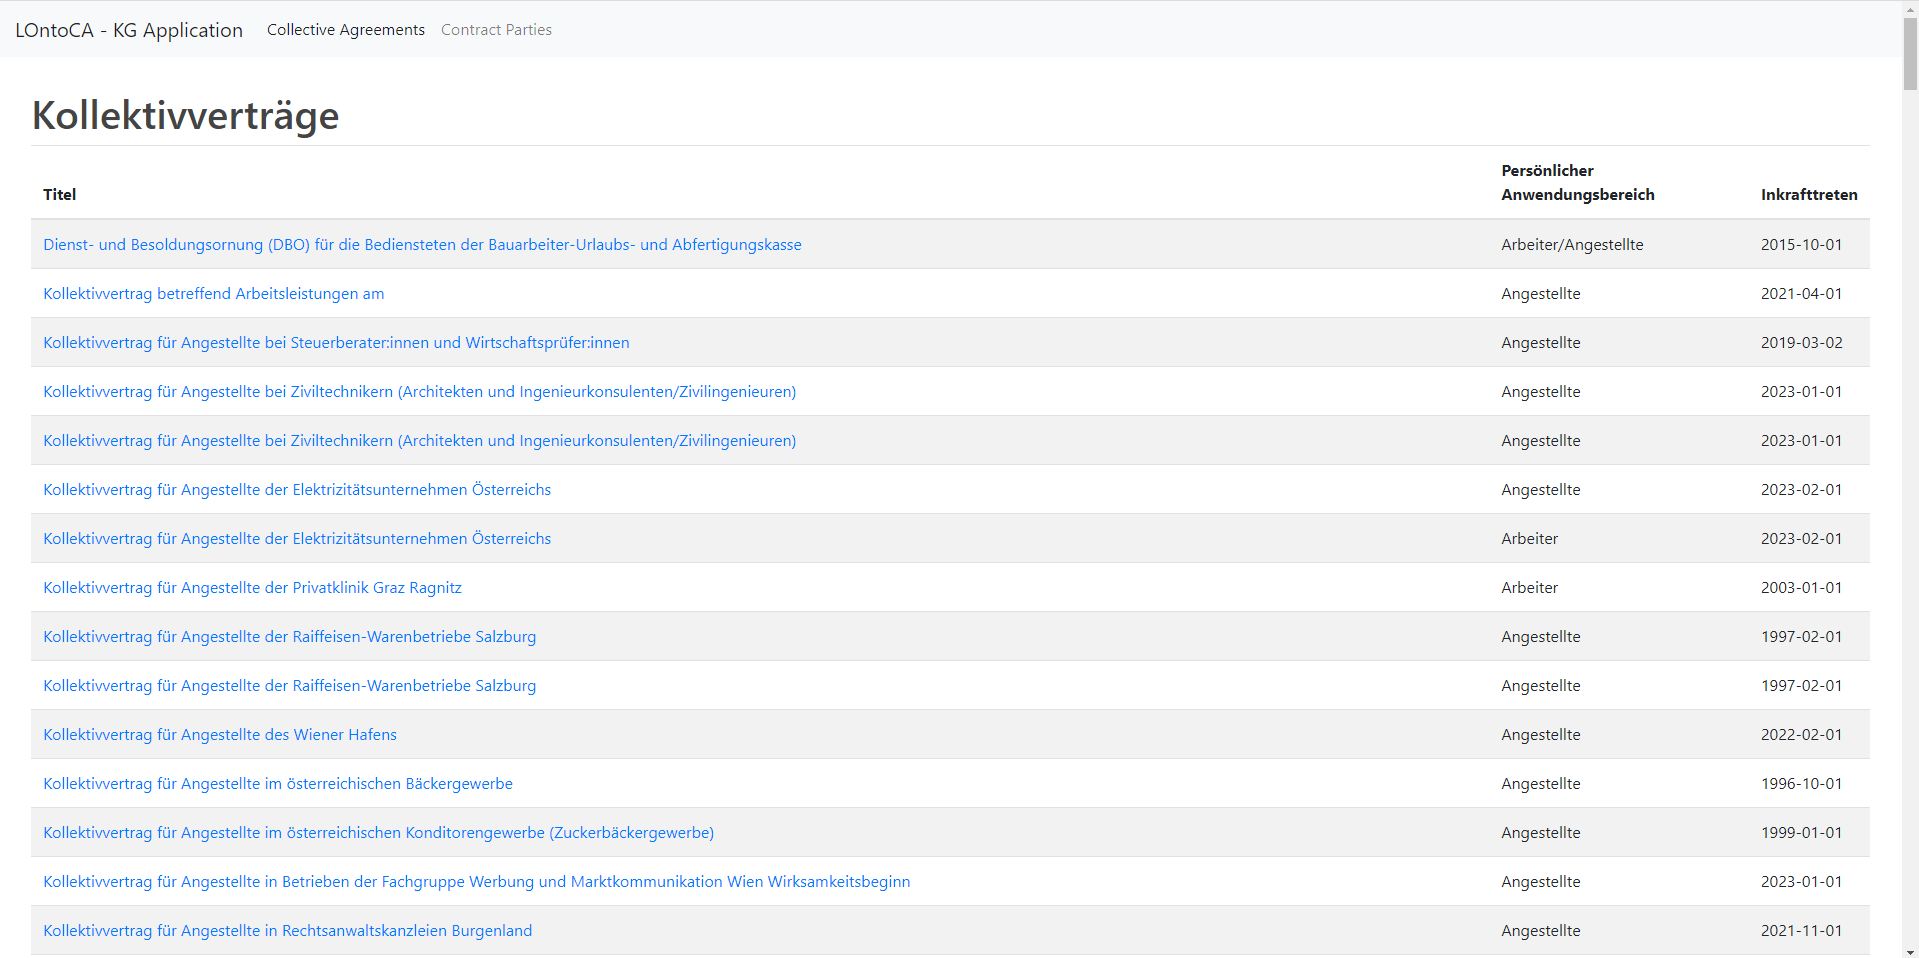 LOntoCA - KG Application Collective Agreements Contract Parties
Kollektivverträge
Persönlicher
Titel Anwendungsbereich Inkrafttreten
Dienst- und Besoldungsornung (DBO) für die Bediensteten der Bauarbeiter-Urlaubs- und Abfertigungskasse Arbeiter/Angestellte 2015-10-01
Kollektivvertrag betreffend Arbeitsleistungen am Angestellte 2021-04-01
Kollektivvertrag für Angestellte bei Steuerberater:innen und Wirtschaftsprüfer:innen Angestellte 2019-03-02
Kollektivvertrag für Angestellte bei Ziviltechnikern (Architekten und Ingenieurkonsulenten/Zivilingenieuren) Angestellte 2023-01-01
Kollektivvertrag für Angestellte bei Ziviltechnikern (Architekten und Ingenieurkonsulenten/Zivilingenieuren) Angestellte 2023-01-01
Kollektivvertrag für Angestellte der Elektrizitätsunternehmen Österreichs Angestellte 2023-02-01
Kollektivvertrag für Angestellte der Elektrizitätsunternehmen Österreichs Arbeiter 2023-02-01
Kollektivvertrag für Angestellte der Privatklinik Graz Ragnitz Arbeiter 2003-01-01
Kollektivvertrag für Angestellte der Raiffeisen-Warenbetriebe Salzburg Angestellte 1997-02-01
Kollektivvertrag für Angestellte der Raiffeisen-Warenbetriebe Salzburg Angestellte 1997-02-01
Kollektivvertrag für Angestellte des Wiener Hafens Angestellte 2022-02-01
Kollektivvertrag für Angestellte im österreichischen Bäckergewerbe Angestellte 1996-10-01
Kollektivvertrag für Angestellte im österreichischen Konditorengewerbe (Zuckerbäckergewerbe) Angestellte 1999-01-01
Kollektivvertrag für Angestellte in Betrieben der Fachgruppe Werbung und Marktkommunikation Wien Wirksamkeitsbeginn Angestellte 2023-01-01
Kollektivvertrag für Angestellte in Rechtsanwaltskanzleien Burgenland Angestellte 2021-11-01